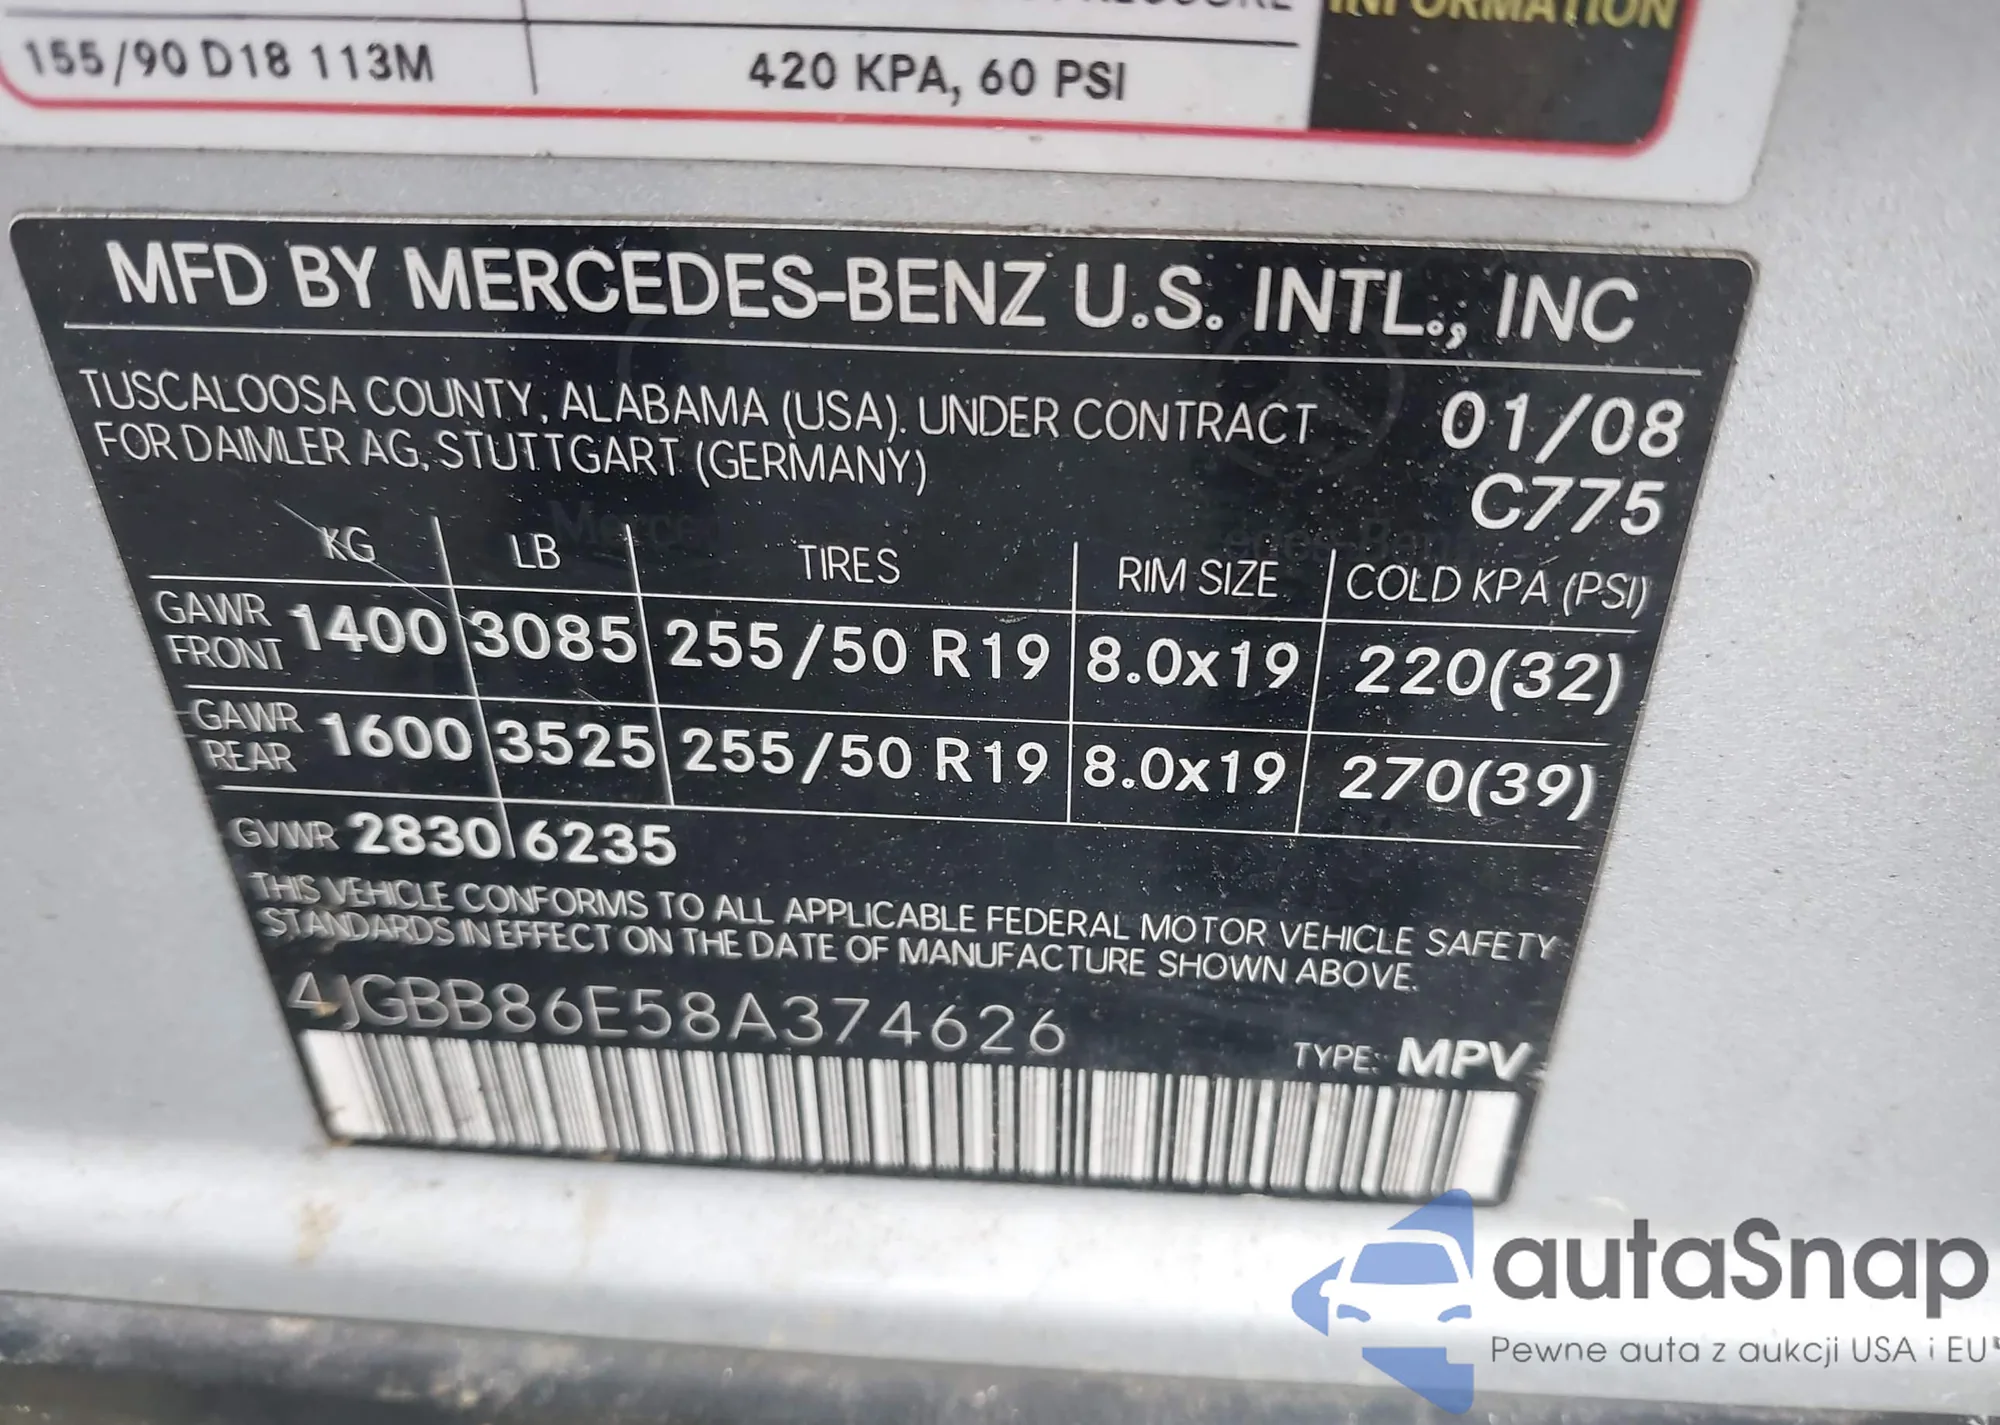 INFORMATION
155/90 D18 113M 420 KPA, 60 PSI
MFD BY MERCEDES-BENZ U.S. INTL., INC
TUSCALOOSA COUNTY, ALABAMA (USA). UNDER CONTRACT 01/08
FOR DAIMLER AG, STUTTGART (GERMANY) C775
KG LB TIRES RIM SIZE COLD KPA (PSI)
GAWR FRONT 1400 3085 255/50 R19 8.0x19 220(32)
GAWR REAR 1600 3525 255/50 R19 8.0x19 270(39)
GVWR 2830 6235
THIS VEHICLE CONFORMS TO ALL APPLICABLE FEDERAL MOTOR VEHICLE SAFETY
STANDARDS IN EFFECT ON THE DATE OF MANUFACTURE SHOWN ABOVE.
4JGBB86E58A374626
TYPE: MPV
autaSnap
Pewne auta z aukcji USA i EU